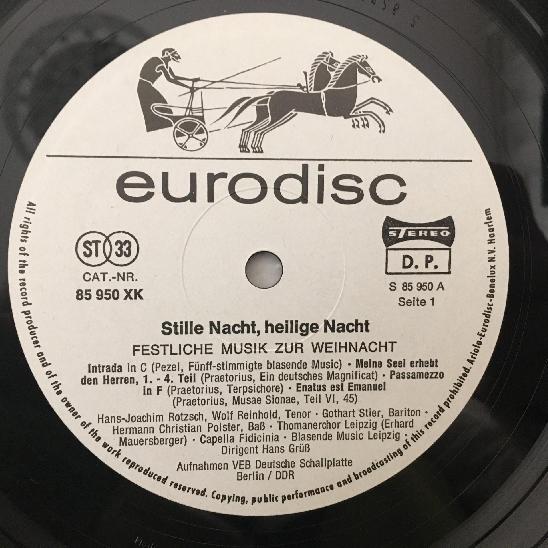 eurodisc
ST 33
CAT.-NR.
85 950 XK
STEREO
D. P.
S 85 950 A
Seite 1
Stille Nacht, heilige Nacht
FESTLICHE MUSIK ZUR WEIHNACHT
Intrada in C (Pezel, Fünff-stimmigte blasende Music) · Meine Seel erhebt
den Herren, 1. - 4. Teil (Praetorius, Ein deutsches Magnificat) · Passamezzo
in F (Praetorius, Terpsichore) · Enatus est Emanuel
(Praetorius, Musae Sionae, Teil VI, 45)
Hans-Joachim Rotzsch, Wolf Reinhold, Tenor · Gothart Stier, Bariton ·
Hermann Christian Polster, Baß · Thomanerchor Leipzig (Erhard
Mauersberger) · Capella Fidicinia · Blasende Music Leipzig
Dirigent Hans Grüß
Aufnahmen VEB Deutsche Schallplatte
Berlin / DDR
All rights of the record producer and of the owner of the work reproduced reserved. Copying, public performance and broadcasting of this record prohibited. Ariola-Eurodisc-Benelux N.V. Haarlem